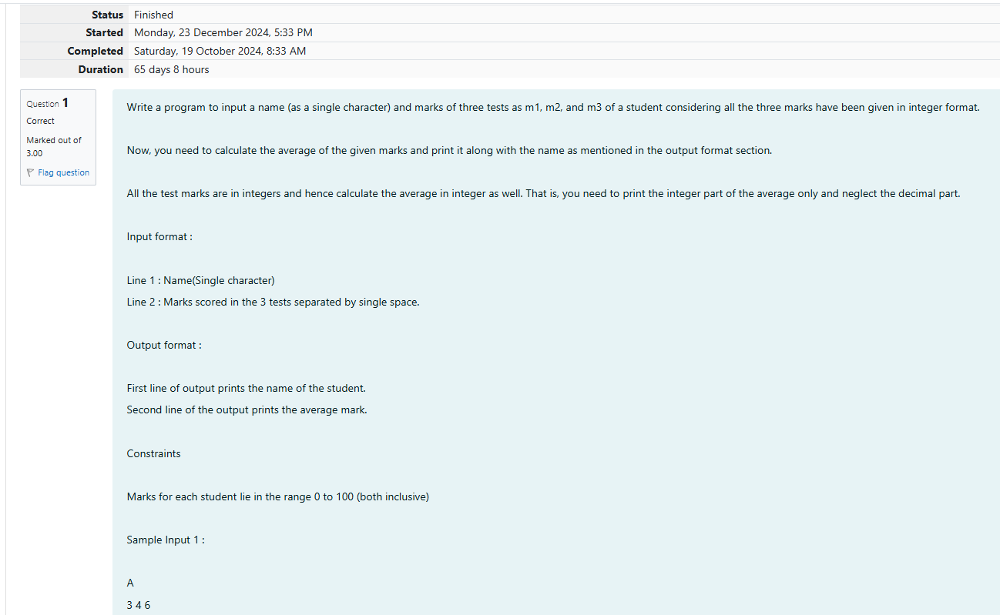 Status Finished
Started Monday, 23 December 2024, 5:33 PM
Completed Saturday, 19 October 2024, 8:33 AM
Duration 65 days 8 hours
Question 1
Correct
Marked out of
3.00
Flag question
Write a program to input a name (as a single character) and marks of three tests as m1, m2, and m3 of a student considering all the three marks have been given in integer format.
Now, you need to calculate the average of the given marks and print it along with the name as mentioned in the output format section.
All the test marks are in integers and hence calculate the average in integer as well. That is, you need to print the integer part of the average only and neglect the decimal part.
Input format :
Line 1 : Name(Single character)
Line 2 : Marks scored in the 3 tests separated by single space.
Output format :
First line of output prints the name of the student.
Second line of the output prints the average mark.
Constraints
Marks for each student lie in the range 0 to 100 (both inclusive)
Sample Input 1 :
A
3 4 6